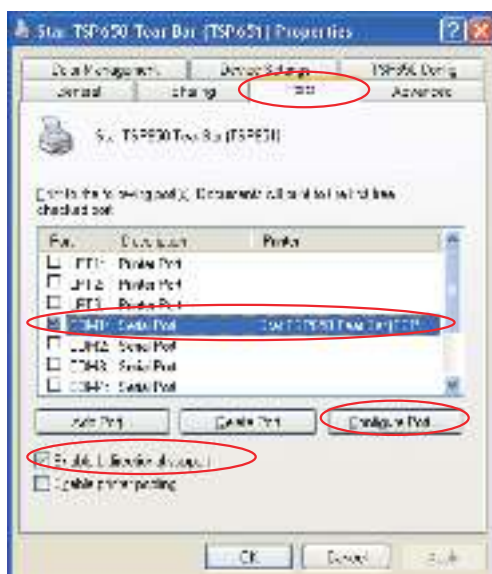 Star TSP650 Tear Bar (TSP651) Properties
Color Management Device Settings TSP650 Config
General Sharing Ports Advanced
Star TSP650 Tear Bar (TSP651)
Print to the following port(s). Documents will print to the first free
checked port.
Port Description Printer
LPT1: Printer Port
LPT2: Printer Port
LPT3: Printer Port
COM1: Serial Port Star TSP650 Tear Bar (TSP6
COM2: Serial Port
COM3: Serial Port
COM4: Serial Port
Add Port Delete Port Configure Port
Enable bidirectional support
Enable printer pooling
OK Cancel Apply